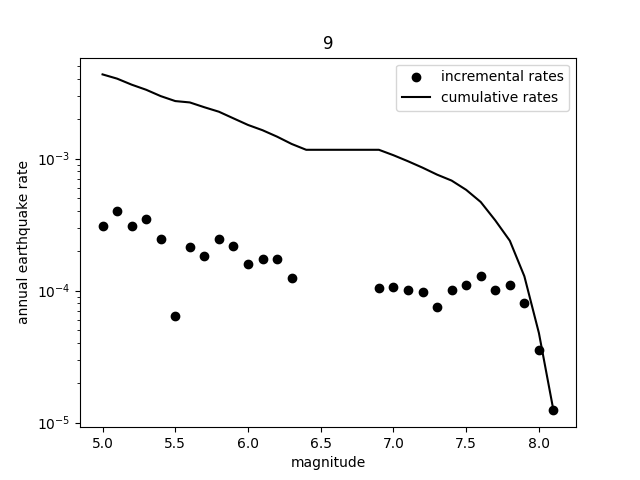 9
incremental rates
cumulative rates
annual earthquake rate
10⁻³
10⁻⁴
10⁻⁵
5.0 5.5 6.0 6.5 7.0 7.5 8.0
magnitude